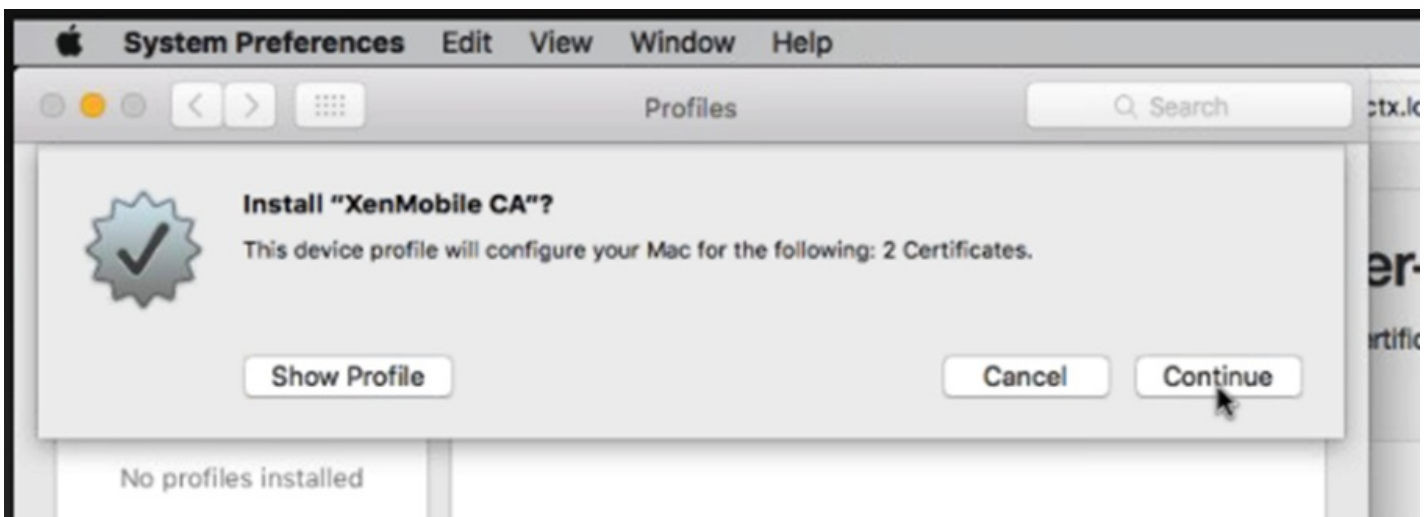 System Preferences Edit View Window Help
Profiles
Search
Install "XenMobile CA"?
This device profile will configure your Mac for the following: 2 Certificates.
Show Profile
Cancel
Continue
No profiles installed